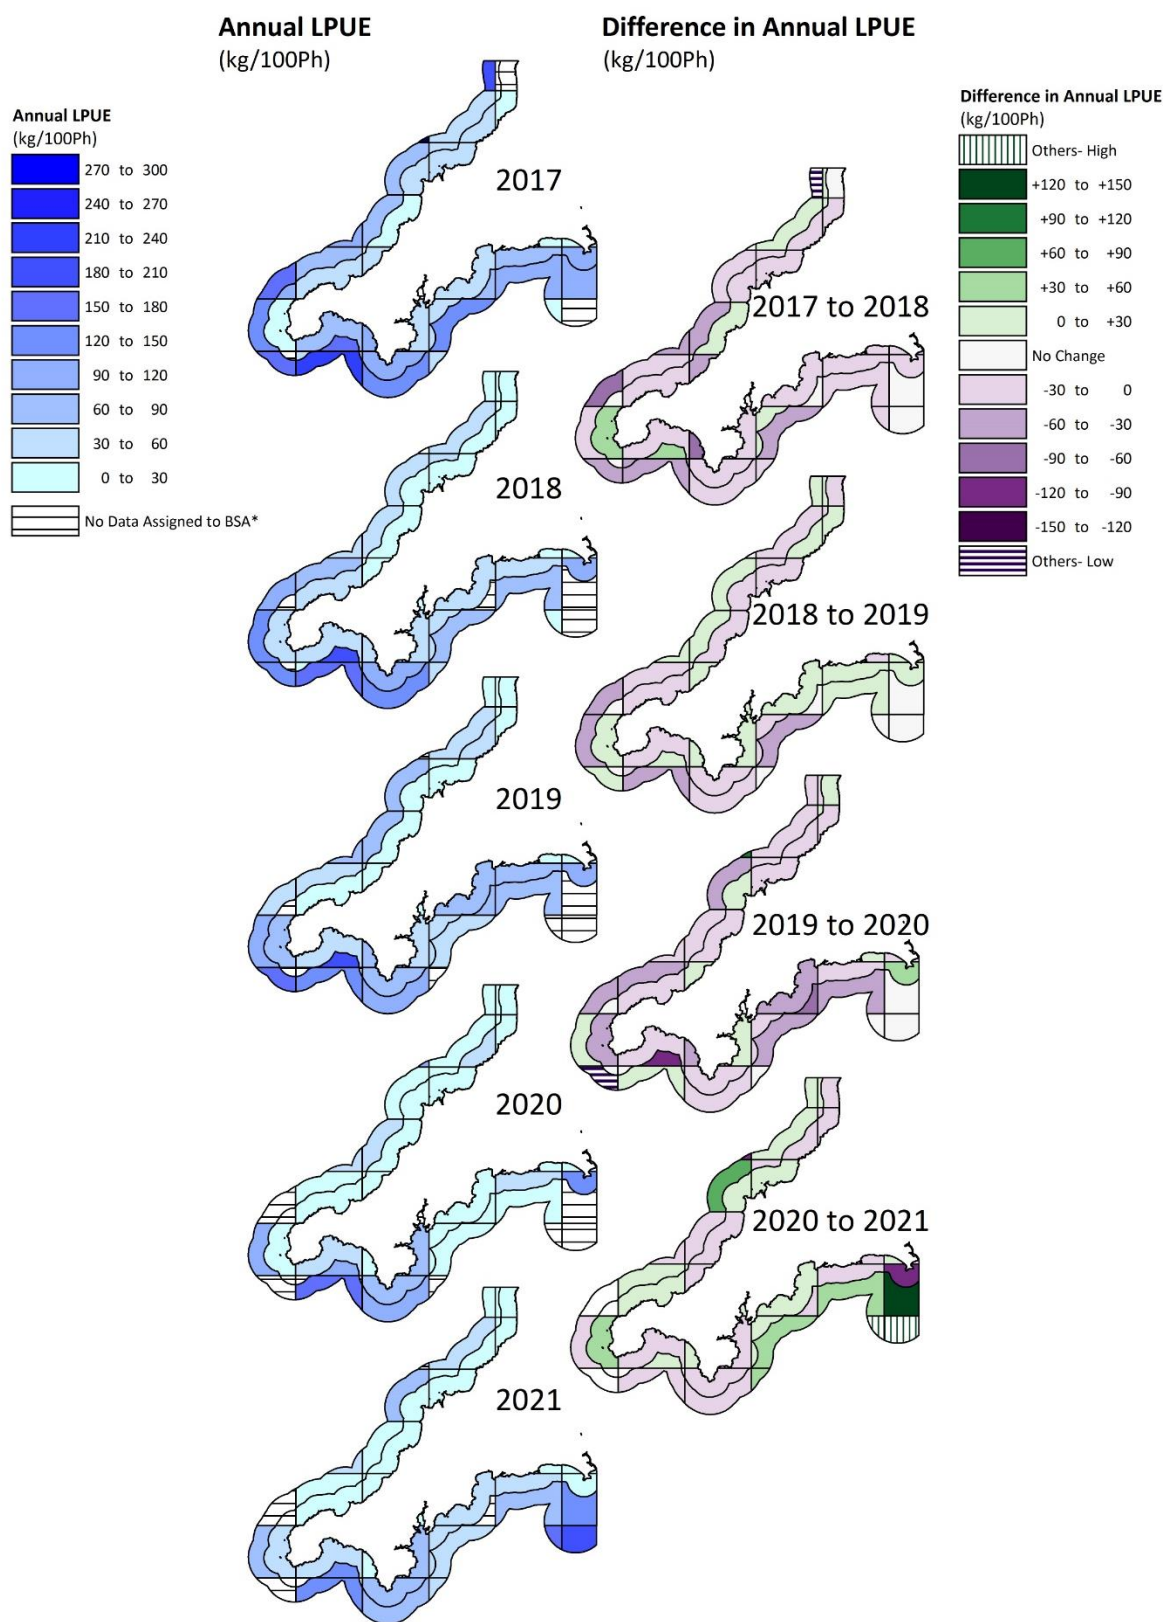 Annual LPUE
(kg/100Ph)
Difference in Annual LPUE
(kg/100Ph)
Annual LPUE
(kg/100Ph)
270 to 300
240 to 270
210 to 240
180 to 210
150 to 180
120 to 150
90 to 120
60 to 90
30 to 60
0 to 30
No Data Assigned to BSA*
2017
2018
2019
2020
2021
2017 to 2018
2018 to 2019
2019 to 2020
2020 to 2021
Difference in Annual LPUE
(kg/100Ph)
Others- High
+120 to +150
+90 to +120
+60 to +90
+30 to +60
0 to +30
No Change
-30 to 0
-60 to -30
-90 to -60
-120 to -90
-150 to -120
Others- Low